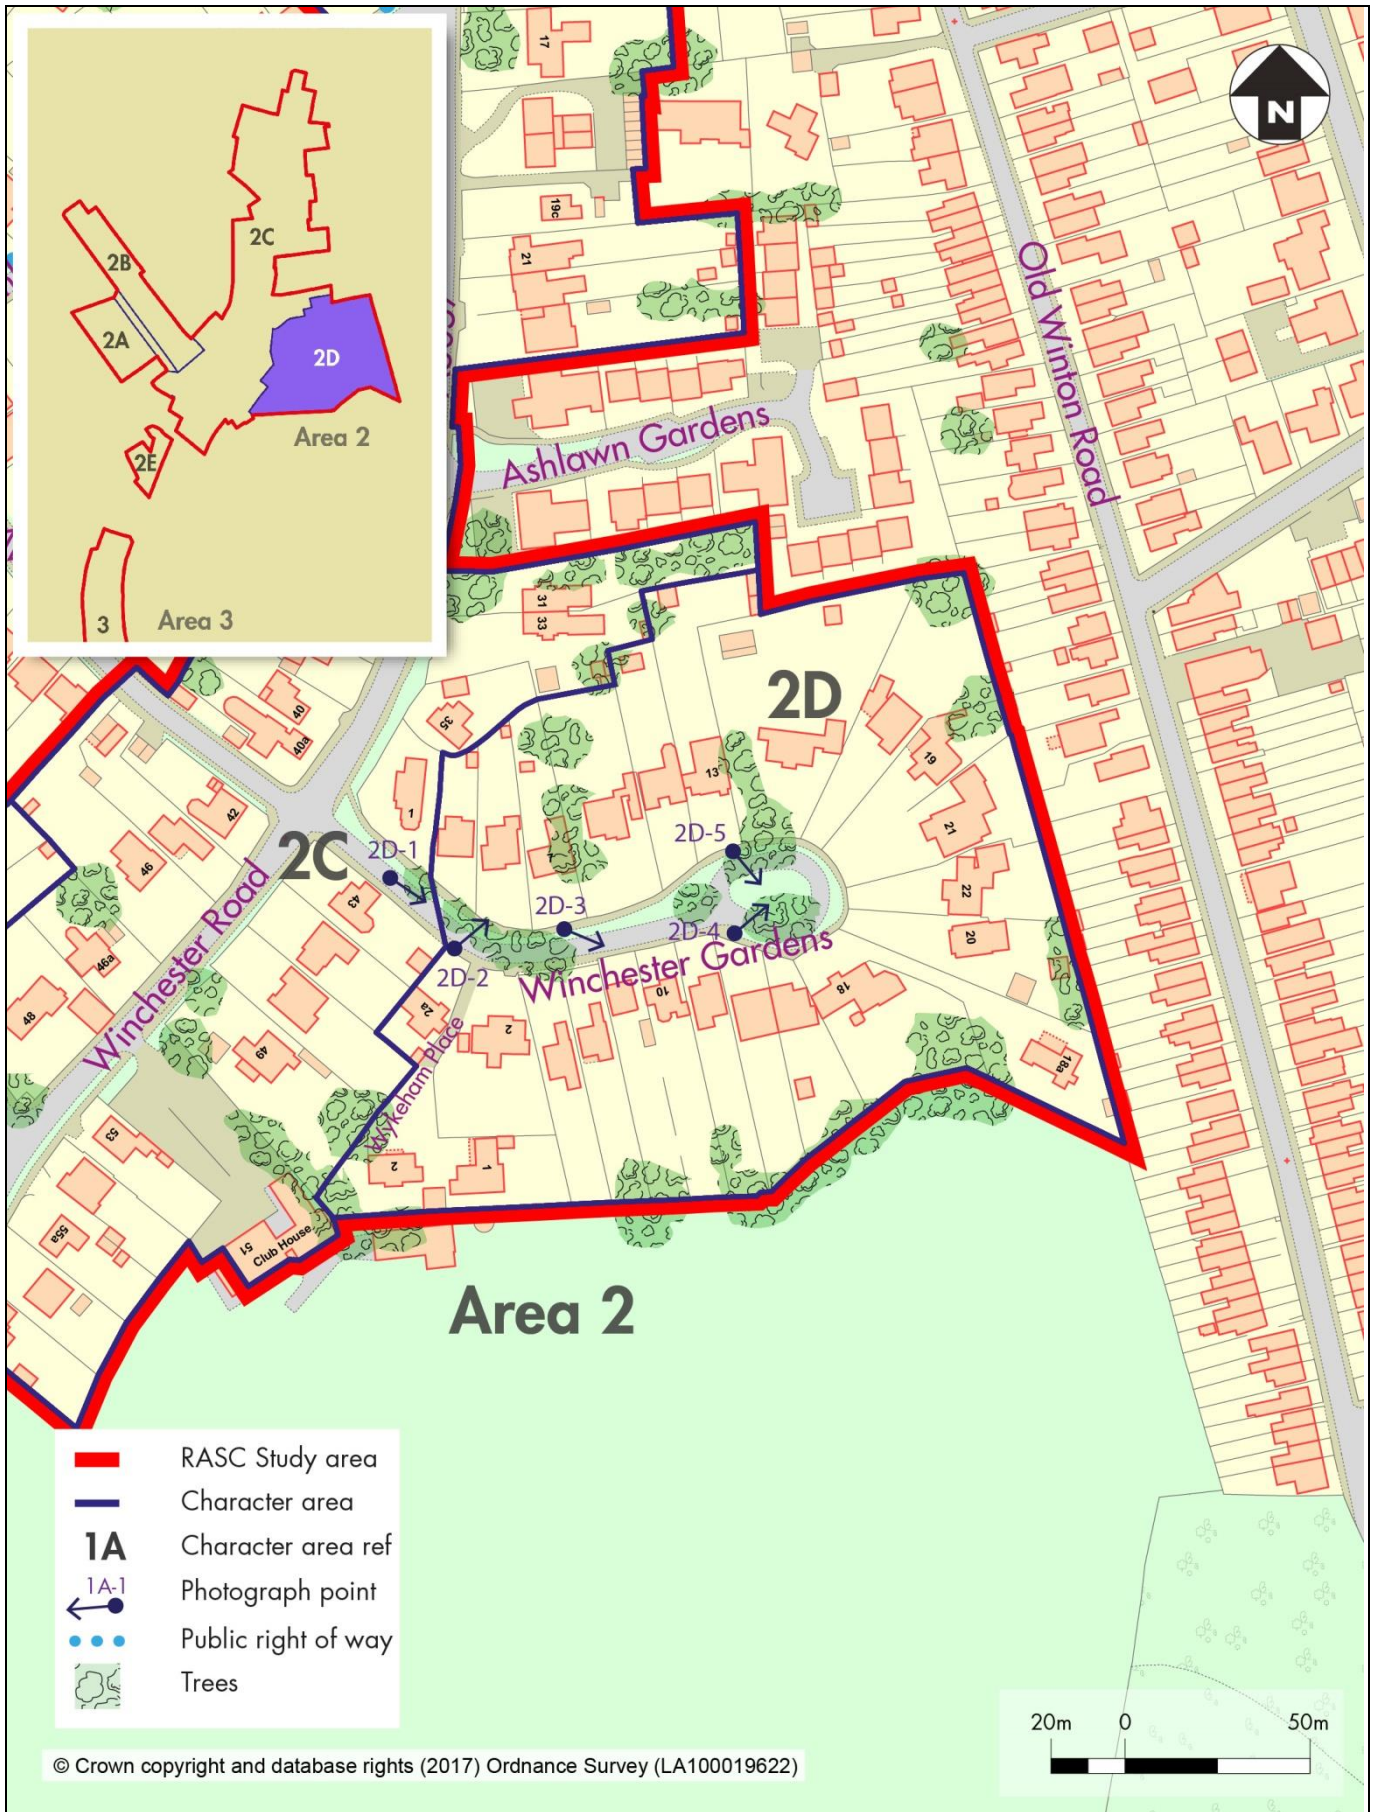 2C
2B
2A
2D
Area 2
2E
3
Area 3
N
17
19c
21
Old Winton Road
Ashlawn Gardens
31
33
2D
35
40
40a
13
19
1
42
21
2C
2D-1
2D-5
46
7
22
43
2D-3
2D-4
20
Winchester Road
46a
2D-2
Winchester Gardens
10
18
48
2a
2
49
Wykeham Place
18a
53
2
1
55a
51
Club House
Area 2
RASC Study area
Character area
1A
Character area ref
1A-1
Photograph point
Public right of way
Trees
20m
0
50m
© Crown copyright and database rights (2017) Ordnance Survey (LA100019622)